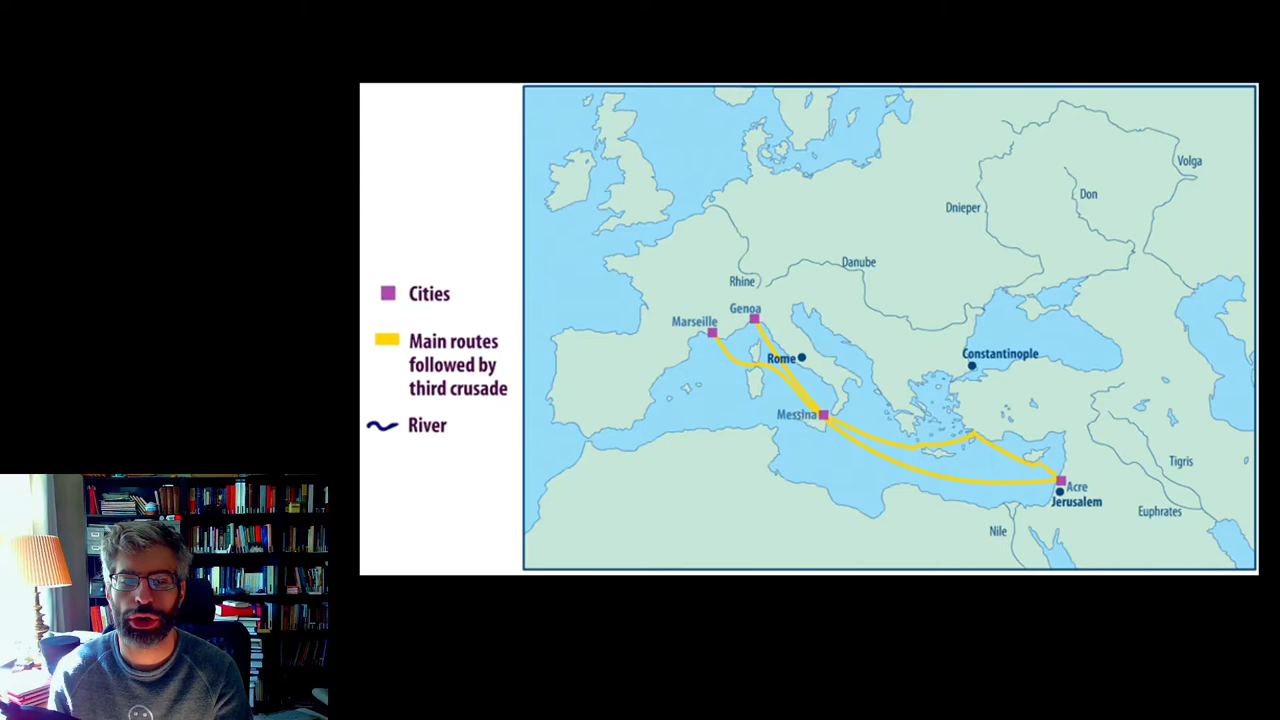 Cities
Main routes
followed by
third crusade
River
Volga
Don
Dnieper
Danube
Rhine
Genoa
Marseille
Rome
Constantinople
Messina
Tigris
Acre
Jerusalem
Euphrates
Nile